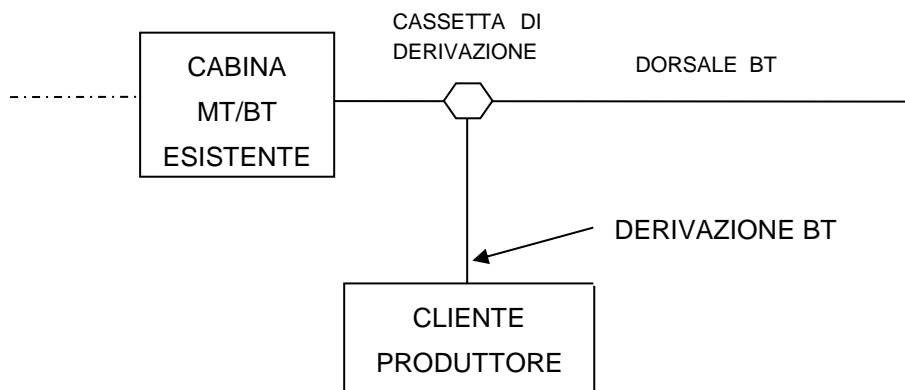 CASSETTA DI
DERIVAZIONE
CABINA
MT/BT
ESISTENTE
DORSALE BT
DERIVAZIONE BT
CLIENTE
PRODUTTORE